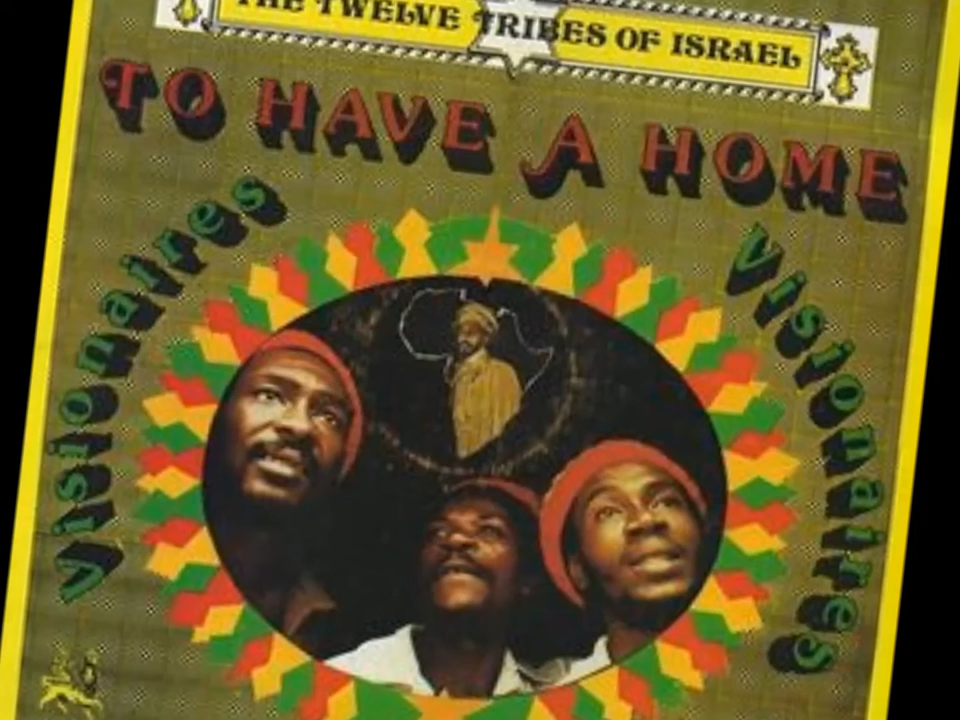 THE TWELVE TRIBES OF ISRAEL
TO HAVE A HOME
Visionaires
Visionaires